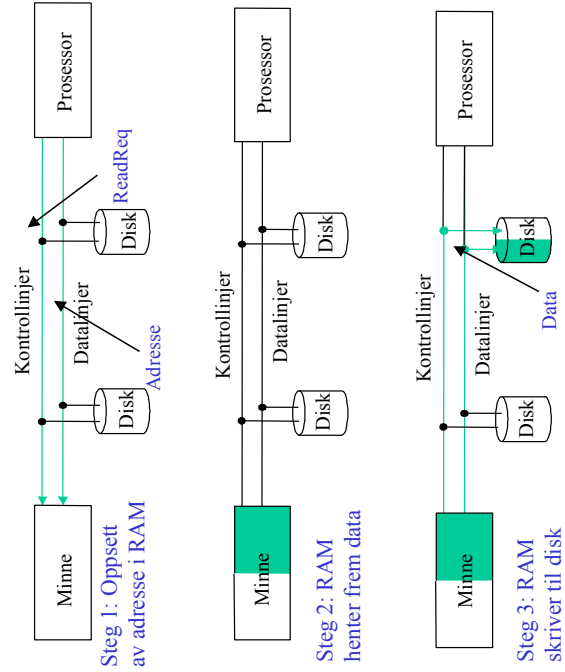 Prosessor
ReadReq
Disk
Kontrollinjer
Datalinjer
Adresse
Disk
Minne
Steg 1: Oppsett
av adresse i RAM
Prosessor
Disk
Kontrollinjer
Datalinjer
Disk
Minne
Steg 2: RAM
henter frem data
Prosessor
Disk
Kontrollinjer
Datalinjer
Data
Disk
Minne
Steg 3: RAM
skriver til disk